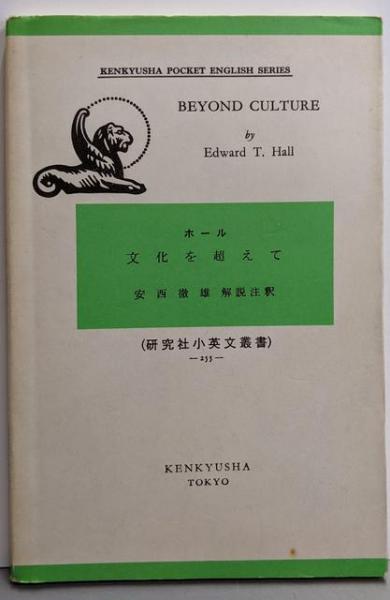 KENKYUSHA POCKET ENGLISH SERIES
BEYOND CULTURE
by
Edward T. Hall
ホール
文化を超えて
安西徹雄 解説注釈
(研究社小英文叢書)
—255—
KENKYUSHA
TOKYO